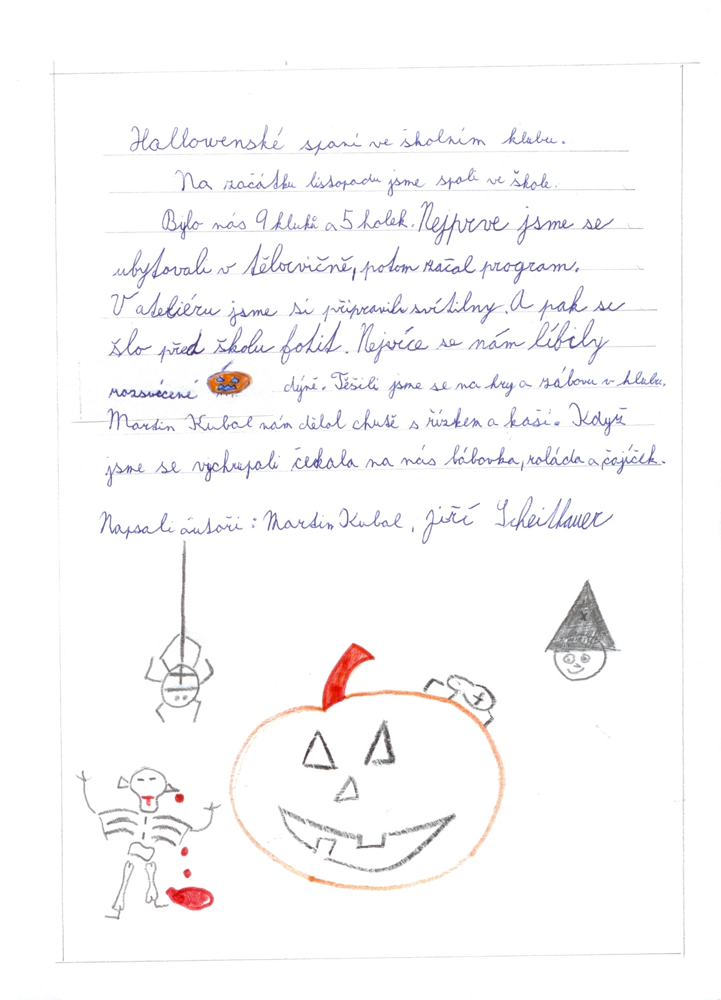 Hallowenské spaní ve školním klubu.
Na začátku listopadu jsme spali ve škole.
Bylo nás 9 kluků a 5 holek. Nejprve jsme se
ubytovali v tělocvičně, potom začal program.
V ateliéru jsme si připravili svítilny. A pak se
šlo před školu fotit. Nejvíce se nám líbily
rozsvícené dýně. Těšili jsme se na hry a zábavu v klubu.
Martin Kubal nám dělal chutě s řízkem a kaší. Když
jsme se vychrupali čekala na nás bábovka, roláda a čajíček.
Napsali autoři: Martin Kubal, Jiří Scheithauer